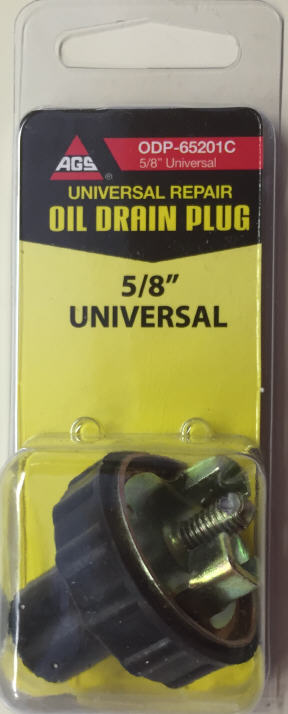 AGS
ODP-65201C
5/8" Universal
UNIVERSAL REPAIR
OIL DRAIN PLUG
5/8"
UNIVERSAL